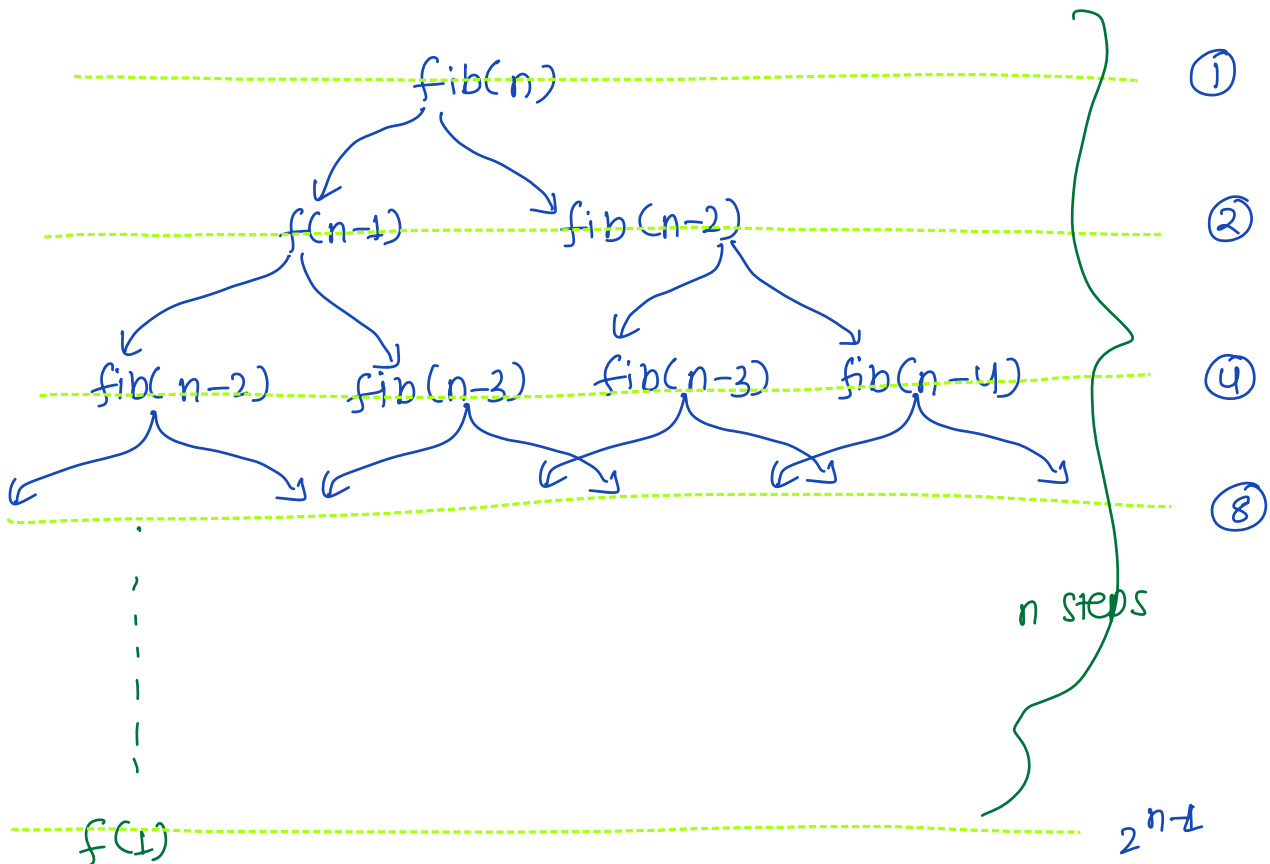 fib(n) ①
f(n-1) fib(n-2) ②
fib(n-2) fib(n-3) fib(n-3) fib(n-4) ④
⑧
n steps
f(1) 2^{n-1}